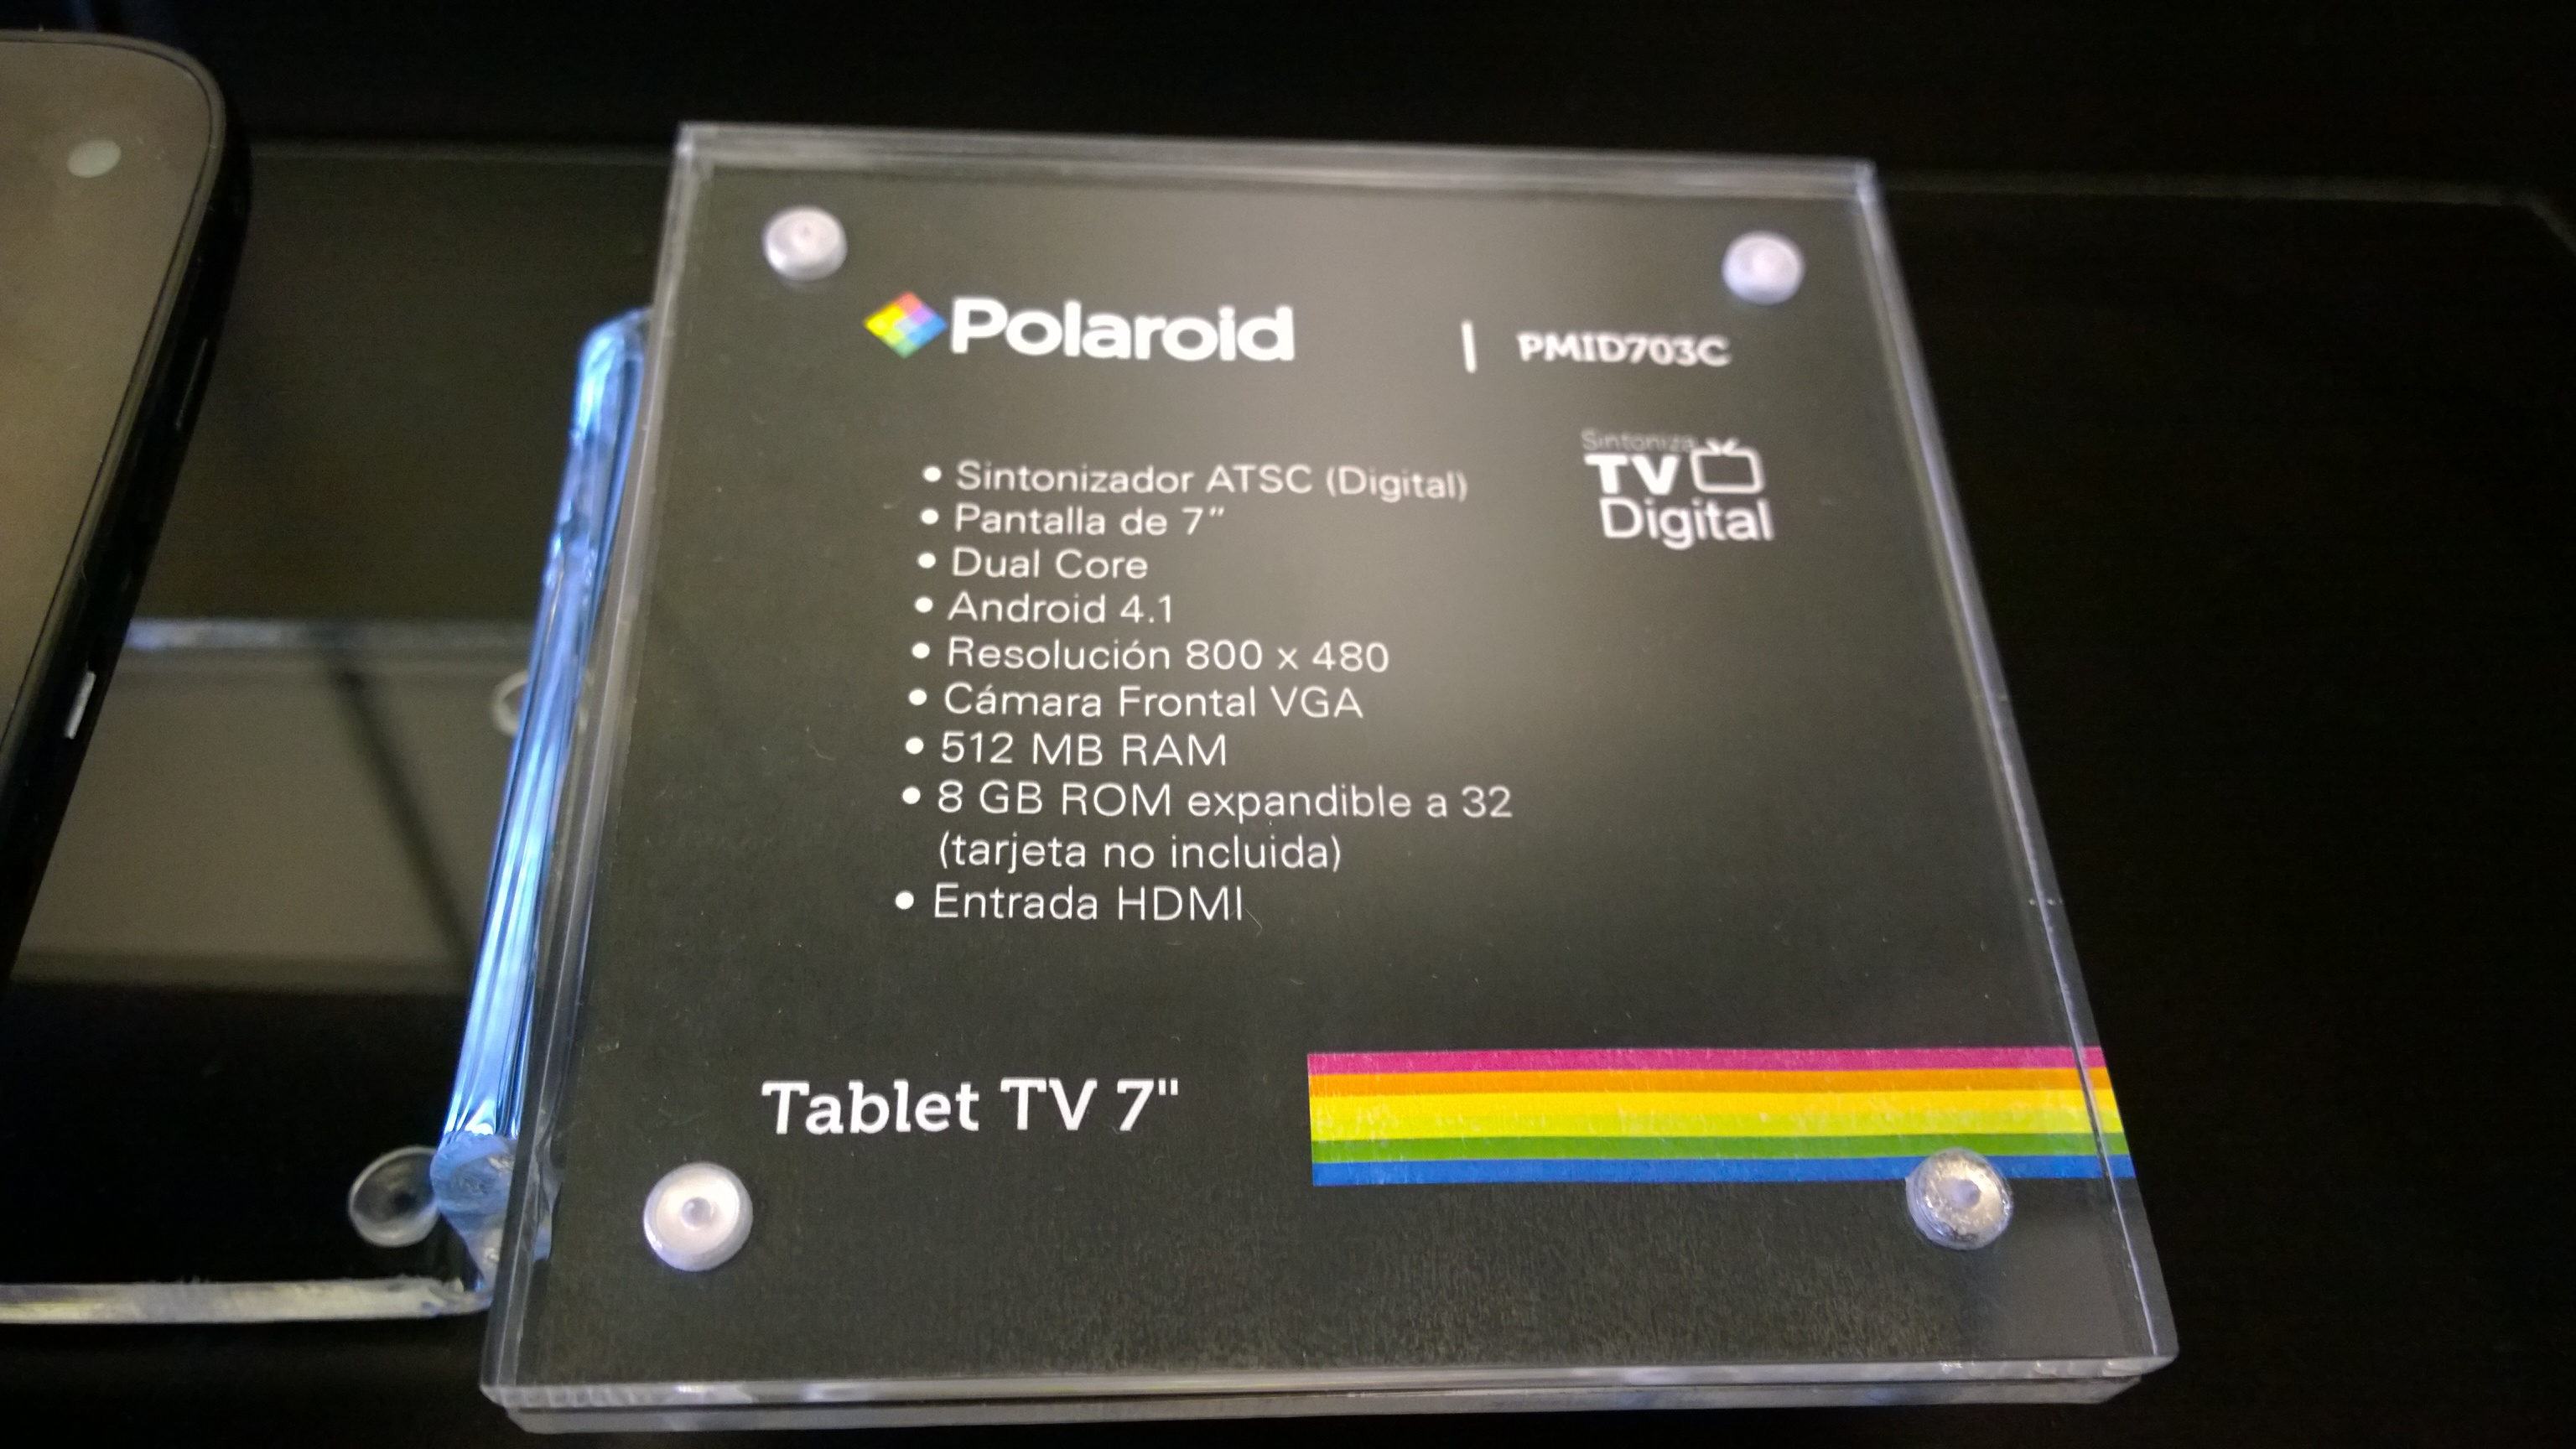 Polaroid | PMID703C
Sintoniza
TV
Digital
• Sintonizador ATSC (Digital)
• Pantalla de 7"
• Dual Core
• Android 4.1
• Resolución 800 x 480
• Cámara Frontal VGA
• 512 MB RAM
• 8 GB ROM expandible a 32
(tarjeta no incluida)
• Entrada HDMI
Tablet TV 7"